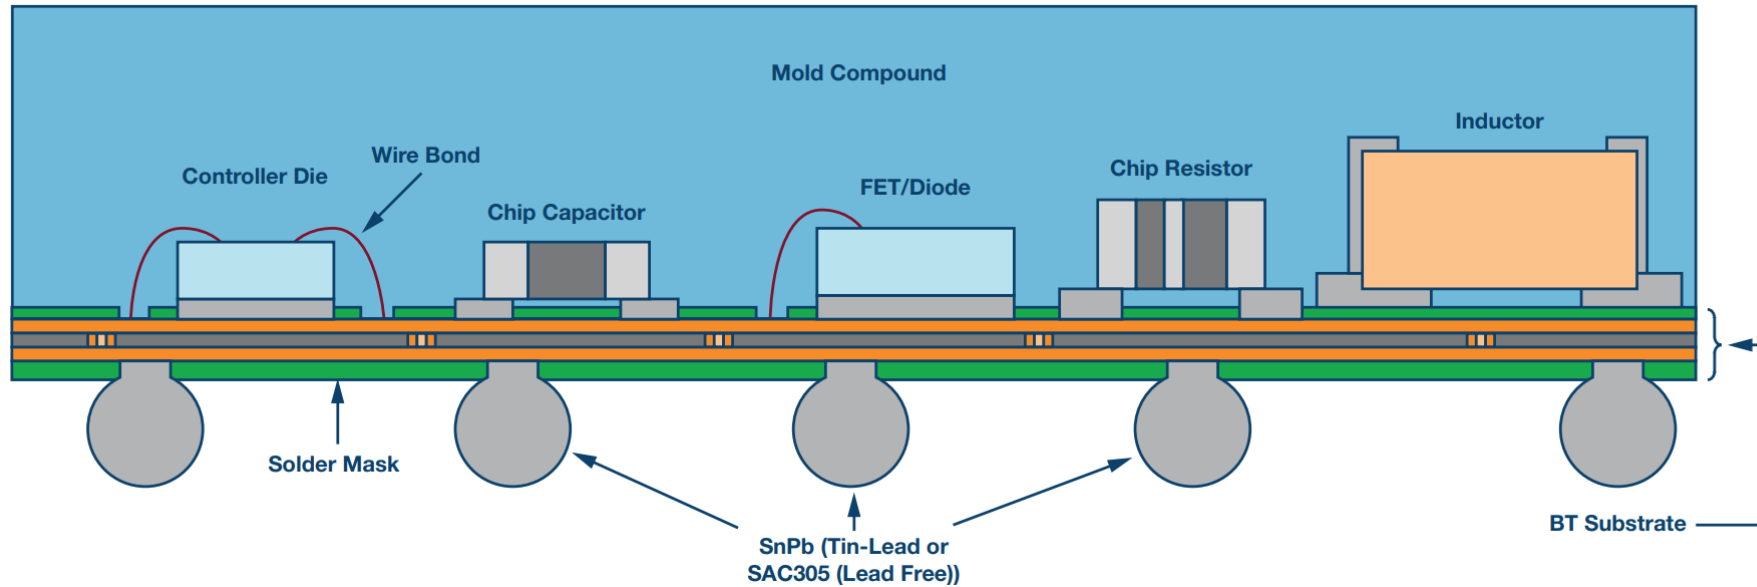 Mold Compound
Inductor
Wire Bond
Chip Resistor
Controller Die
FET/Diode
Chip Capacitor
Solder Mask
BT Substrate
SnPb (Tin-Lead or
SAC305 (Lead Free))